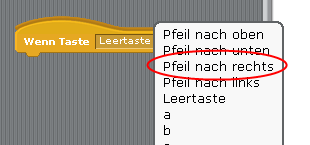 Wenn Taste Leertaste
Pfeil nach oben
Pfeil nach unten
Pfeil nach rechts
Pfeil nach links
Leertaste
a
b